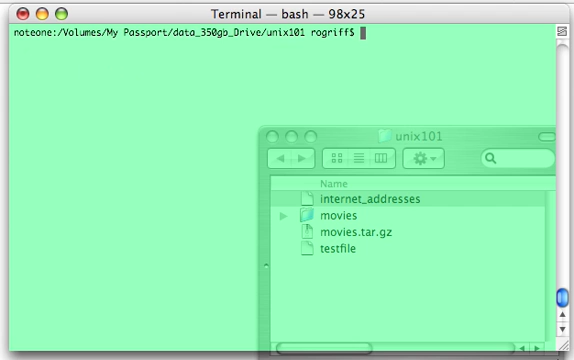 Terminal — bash — 98x25
noteone:/Volumes/My Passport/data_350gb_Drive/unix101 rogriff$
unix101
Name
internet_addresses
movies
movies.tar.gz
testfile